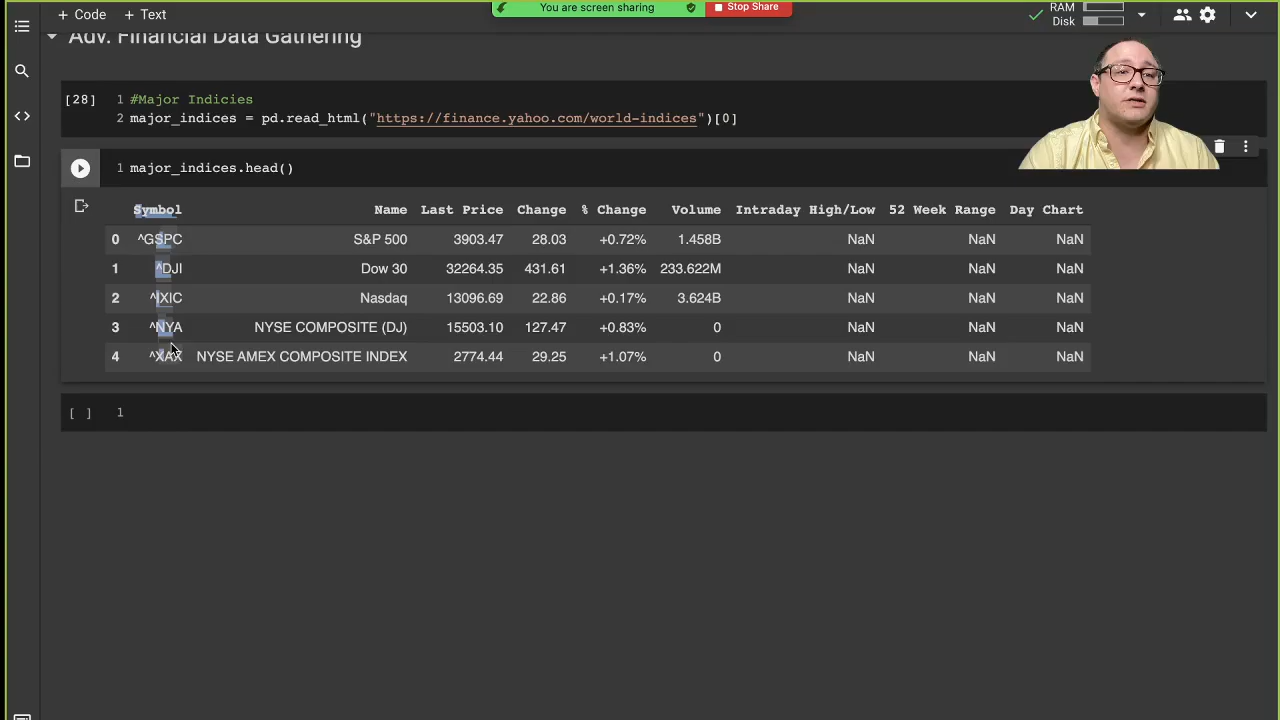 You are screen sharing Stop Share
+ Code + Text RAM
Disk
Adv. Financial Data Gathering
[28] 1 #Major Indicies
2 major_indices = pd.read_html("https://finance.yahoo.com/world-indices")[0]
1 major_indices.head()
Symbol Name Last Price Change % Change Volume Intraday High/Low 52 Week Range Day Chart
0 ^GSPC S&P 500 3903.47 28.03 +0.72% 1.458B NaN NaN NaN
1 ^DJI Dow 30 32264.35 431.61 +1.36% 233.622M NaN NaN NaN
2 ^IXIC Nasdaq 13096.69 22.86 +0.17% 3.624B NaN NaN NaN
3 ^NYA NYSE COMPOSITE (DJ) 15503.10 127.47 +0.83% 0 NaN NaN NaN
4 ^XAX NYSE AMEX COMPOSITE INDEX 2774.44 29.25 +1.07% 0 NaN NaN NaN
[ ] 1